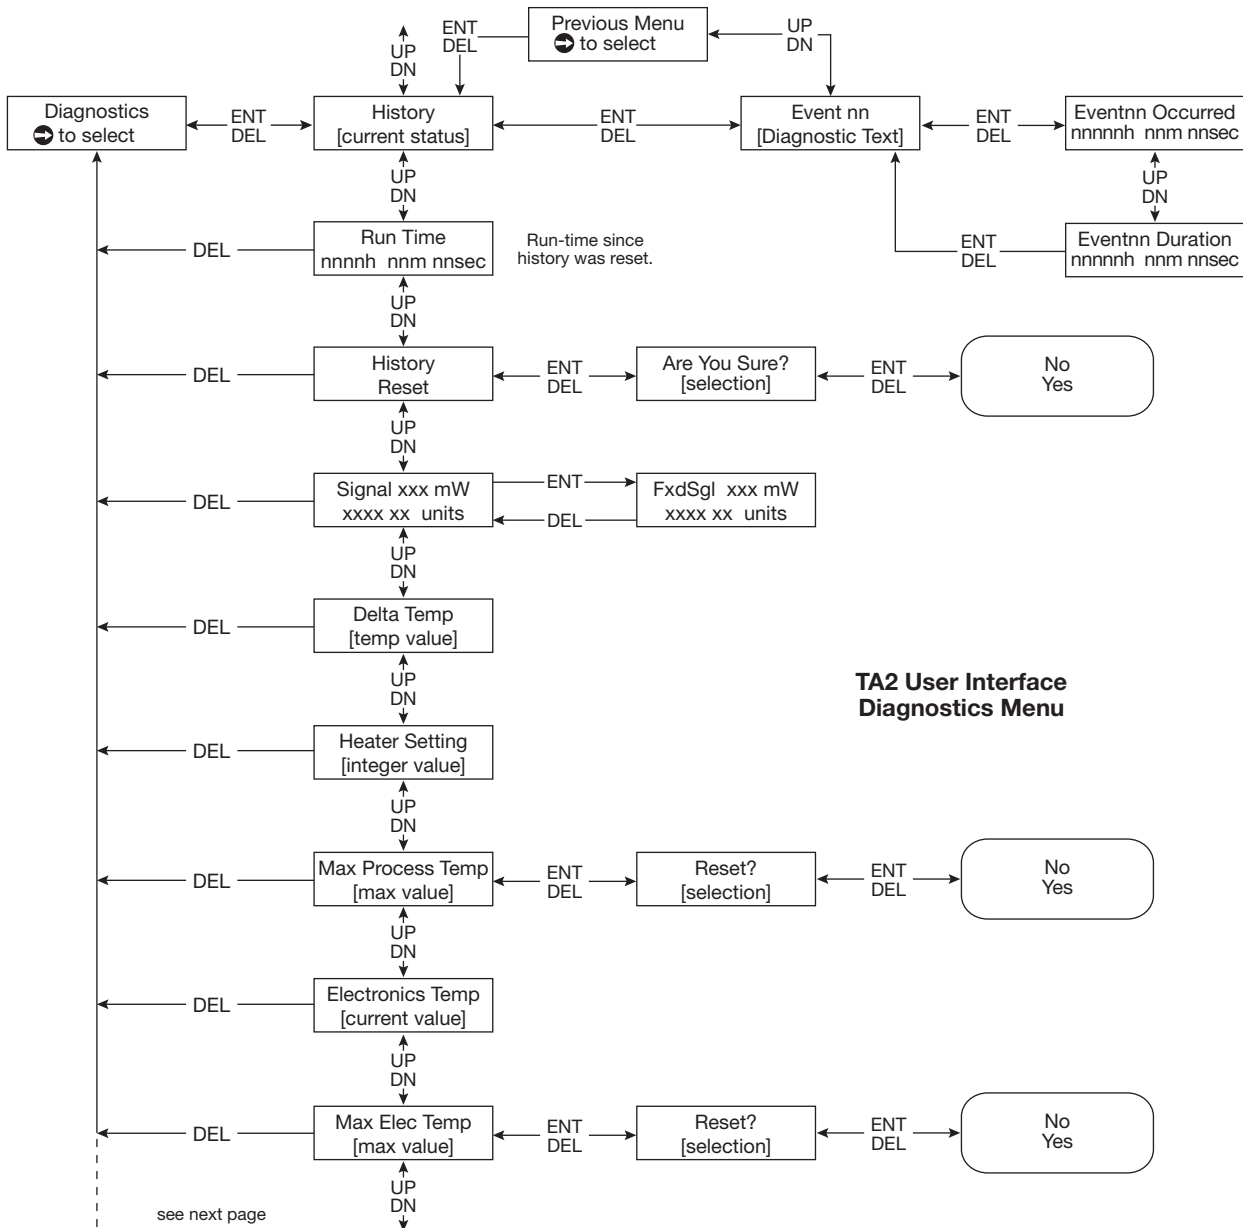 Previous Menu
to select
ENT
DEL
UP
DN
UP
DN
Diagnostics
to select
ENT
DEL
History
[current status]
ENT
DEL
Event nn
[Diagnostic Text]
ENT
DEL
Eventnn Occurred
nnnnnh nnm nnsec
UP
DN
UP
DN
DEL
Run Time
nnnnh nnm nnsec
Run-time since
history was reset.
ENT
DEL
Eventnn Duration
nnnnnh nnm nnsec
UP
DN
DEL
History
Reset
ENT
DEL
Are You Sure?
[selection]
ENT
DEL
No
Yes
UP
DN
DEL
Signal xxx mW
xxxx xx units
ENT
DEL
FxdSgl xxx mW
xxxx xx units
UP
DN
DEL
Delta Temp
[temp value]
UP
DN
TA2 User Interface
Diagnostics Menu
DEL
Heater Setting
[integer value]
UP
DN
DEL
Max Process Temp
[max value]
ENT
DEL
Reset?
[selection]
ENT
DEL
No
Yes
UP
DN
DEL
Electronics Temp
[current value]
UP
DN
DEL
Max Elec Temp
[max value]
ENT
DEL
Reset?
[selection]
ENT
DEL
No
Yes
UP
DN
see next page